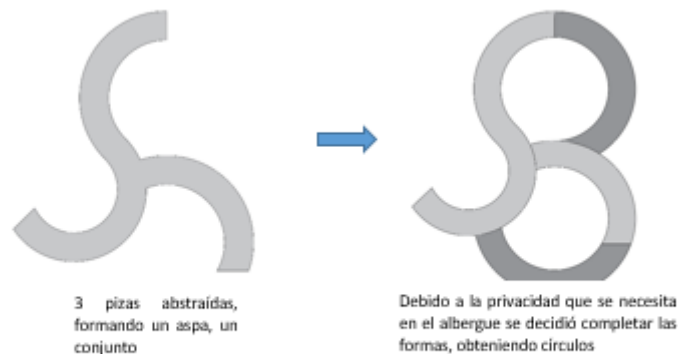 3 pizas abstraídas,
formando un aspa, un
conjunto
Debido a la privacidad que se necesita
en el albergue se decidió completar las
formas, obteniendo circulos